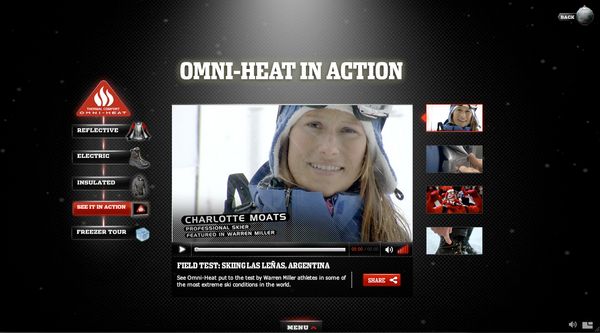 BACK
OMNI-HEAT IN ACTION
THERMAL COMFORT
OMNI-HEAT
REFLECTIVE
ELECTRIC
INSULATED
SEE IT IN ACTION
FREEZER TOUR
CHARLOTTE MOATS
PROFESSIONAL SKIER
FEATURED IN WARREN MILLER
00:00 / 00:00
FIELD TEST: SKIING LAS LEÑAS, ARGENTINA
See Omni-Heat put to the test by Warren Miller athletes in some of
the most extreme ski conditions in the world.
SHARE
MENU